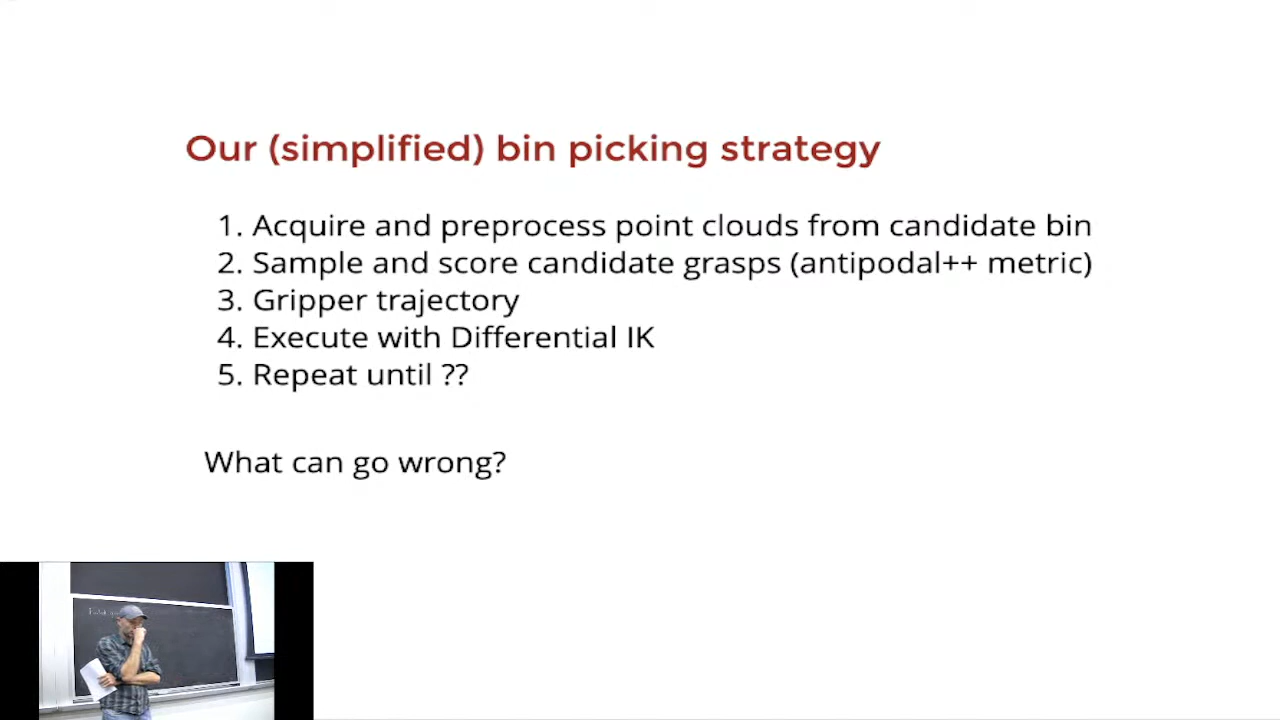 Our (simplified) bin picking strategy
1. Acquire and preprocess point clouds from candidate bin
2. Sample and score candidate grasps (antipodal++ metric)
3. Gripper trajectory
4. Execute with Differential IK
5. Repeat until ??
What can go wrong?